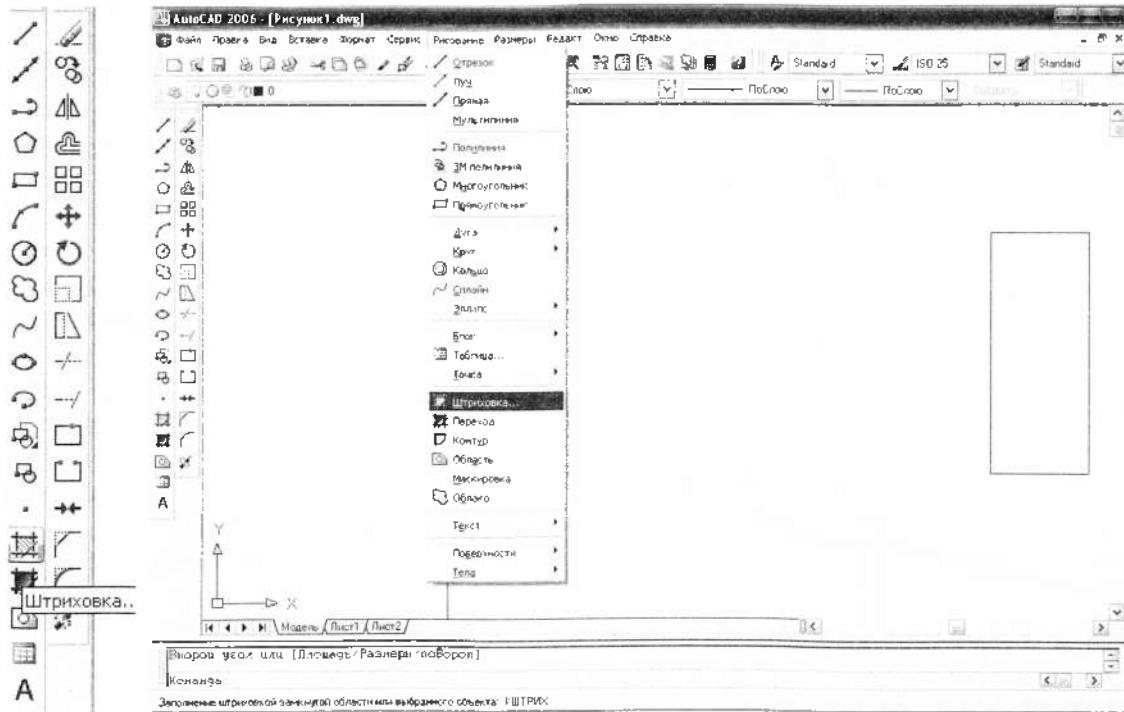 AutoCAD 2006 - [Рисунок1.dwg]
Файл Правка Вид Вставка Формат Сервис Рисование Размеры Редакт Окно Справка
Standard ISO 25 Standard
0 ПоСлою ПоСлою
Отрезок
Луч
Прямая
Мультилиния
Полилиния
3М полилиния
Многоугольник
Прямоугольник
Дуга
Круг
Кольцо
Сплайн
Эллипс
Блок
Таблица...
Точка
Штриховка...
Переход
Контур
Область
Маскировка
Облако
Текст
Поверхности
Тела
A
Y
X
Модель Лист1 Лист2
Второй угол или [Площадь/Размеры/поВорот]
Команда
Заполнение штриховкой замкнутой области или выбранного объекта: КШТРИХ
Штриховка..
A